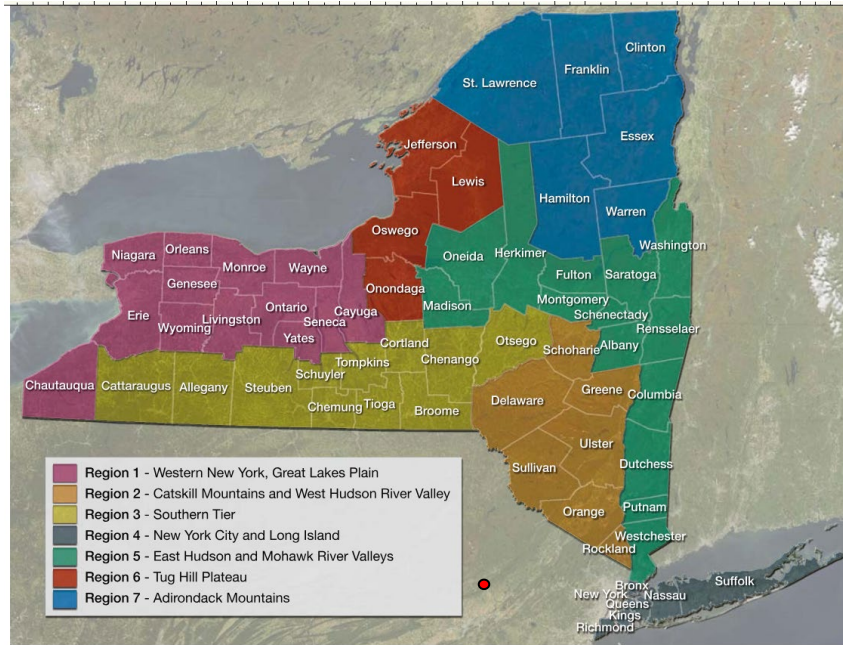 Clinton
Franklin
St. Lawrence
Essex
Jefferson
Lewis
Hamilton
Warren
Oswego
Washington
Niagara
Orleans
Oneida
Herkimer
Monroe
Wayne
Fulton
Saratoga
Genesee
Onondaga
Madison
Montgomery
Erie
Ontario
Cayuga
Schenectady
Wyoming
Livingston
Seneca
Rensselaer
Yates
Cortland
Otsego
Schoharie
Albany
Tompkins
Chenango
Schuyler
Chautauqua
Cattaraugus
Allegany
Steuben
Greene
Columbia
Chemung
Tioga
Broome
Delaware
Ulster
Sullivan
Dutchess
Orange
Putnam
Westchester
Rockland
Region 1 - Western New York, Great Lakes Plain
Region 2 - Catskill Mountains and West Hudson River Valley
Region 3 - Southern Tier
Region 4 - New York City and Long Island
Region 5 - East Hudson and Mohawk River Valleys
Region 6 - Tug Hill Plateau
Region 7 - Adirondack Mountains
Bronx
Suffolk
New York
Nassau
Queens
Kings
Richmond